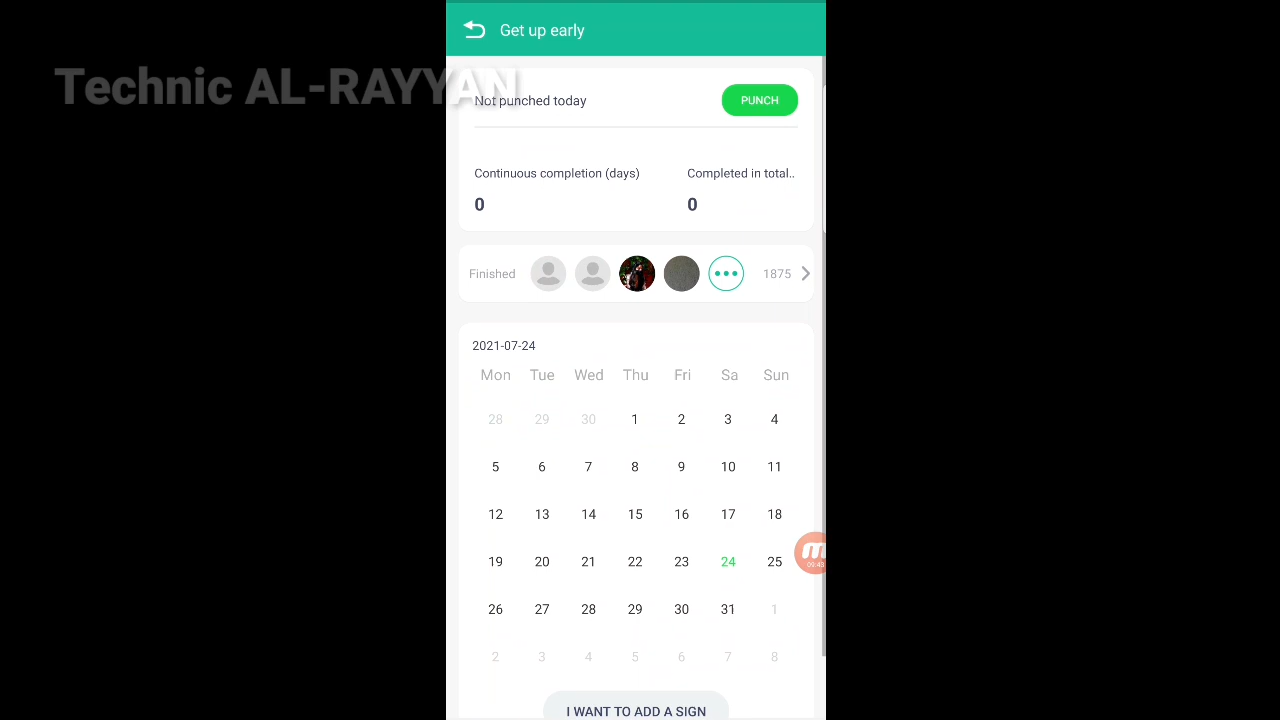 Get up early
Technic AL-RAYYAN
Not punched today
PUNCH
Continuous completion (days)
Completed in total..
0
0
Finished
1875
2021-07-24
Mon Tue Wed Thu Fri Sa Sun
28 29 30 1 2 3 4
5 6 7 8 9 10 11
12 13 14 15 16 17 18
19 20 21 22 23 24 25
09:43
26 27 28 29 30 31 1
2 3 4 5 6 7 8
I WANT TO ADD A SIGN